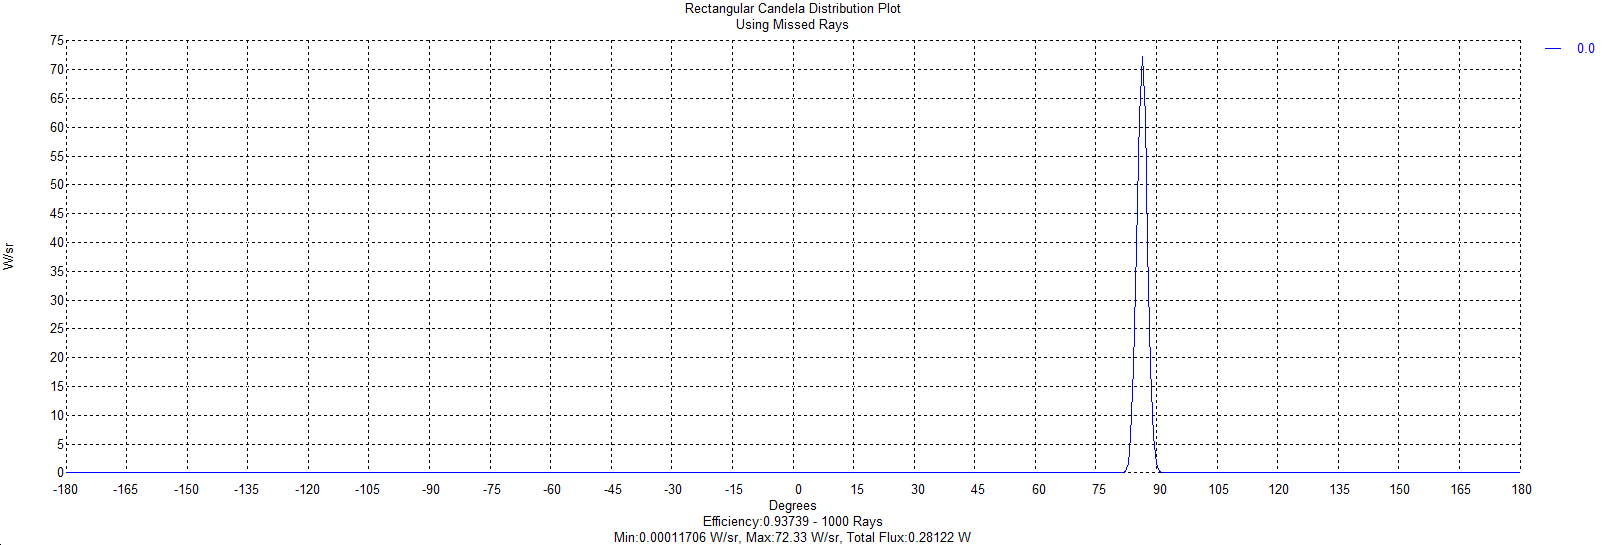 Rectangular Candela Distribution Plot
Using Missed Rays
0.0
75
70
65
60
55
50
45
40
35
30
25
20
15
10
5
0
W/sr
-180 -165 -150 -135 -120 -105 -90 -75 -60 -45 -30 -15 0 15 30 45 60 75 90 105 120 135 150 165 180
Degrees
Efficiency:0.93739 - 1000 Rays
Min:0.00011706 W/sr, Max:72.33 W/sr, Total Flux:0.28122 W